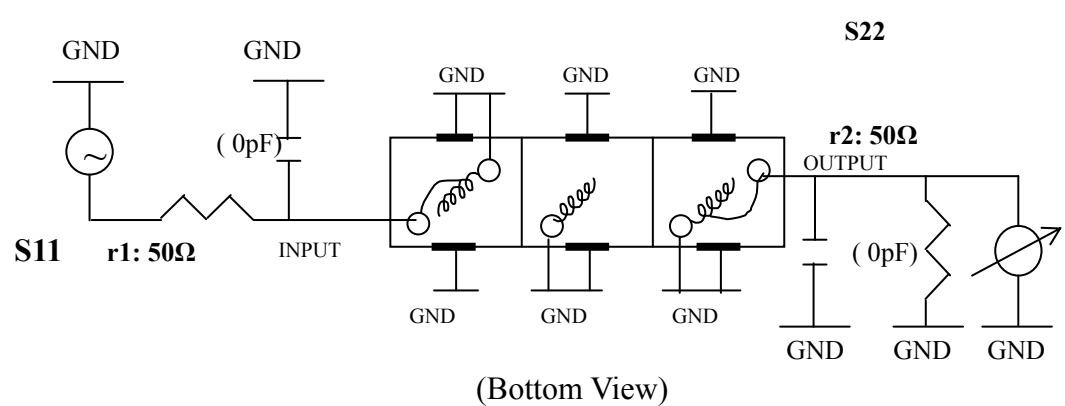 S22
GND
GND
GND
GND
GND
( 0pF)
r2: 50Ω
OUTPUT
S11
r1: 50Ω
INPUT
( 0pF)
GND
GND
GND
GND
GND
GND
(Bottom View)